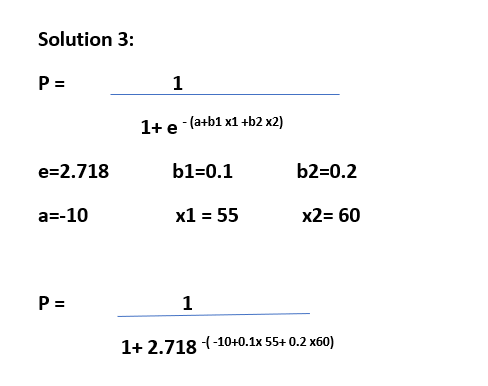 Solution 3:
P = 1
1+ e - (a+b1 x1 +b2 x2)
e=2.718 b1=0.1 b2=0.2
a=-10 x1 = 55 x2= 60
P = 1
1+ 2.718 -( -10+0.1x 55+ 0.2 x60)